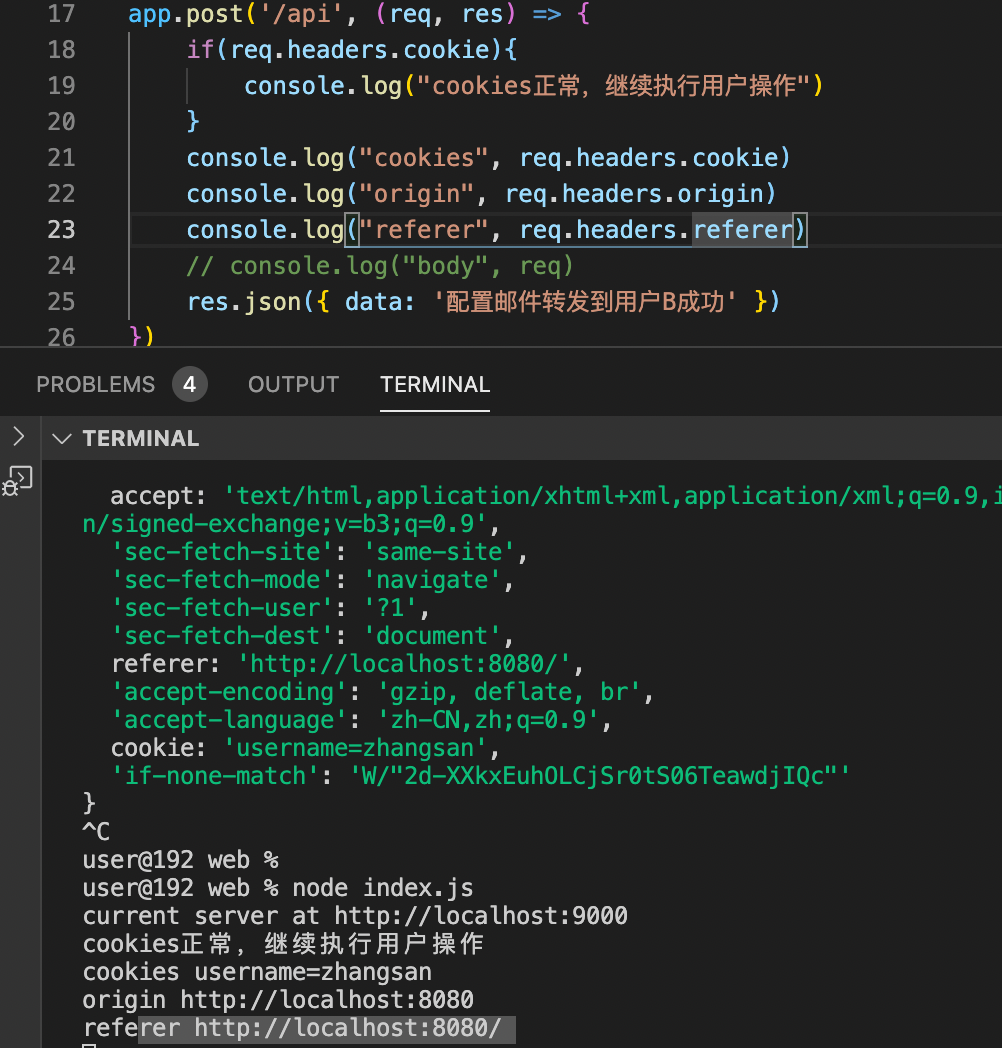 17 app.post('/api', (req, res) => {
18 if(req.headers.cookie){
19 console.log("cookies正常，继续执行用户操作")
20 }
21 console.log("cookies", req.headers.cookie)
22 console.log("origin", req.headers.origin)
23 console.log("referer", req.headers.referer)
24 // console.log("body", req)
25 res.json({ data: '配置邮件转发到用户B成功' })
26 })
PROBLEMS 4 OUTPUT TERMINAL
TERMINAL
accept: 'text/html,application/xhtml+xml,application/xml;q=0.9,i
n/signed-exchange;v=b3;q=0.9',
'sec-fetch-site': 'same-site',
'sec-fetch-mode': 'navigate',
'sec-fetch-user': '?1',
'sec-fetch-dest': 'document',
referer: 'http://localhost:8080/',
'accept-encoding': 'gzip, deflate, br',
'accept-language': 'zh-CN,zh;q=0.9',
cookie: 'username=zhangsan',
'if-none-match': 'W/"2d-XXkxEuhOLCjSr0tS06TeawdjIQc"'
}
^C
user@192 web %
user@192 web % node index.js
current server at http://localhost:9000
cookies正常，继续执行用户操作
cookies username=zhangsan
origin http://localhost:8080
referer http://localhost:8080/